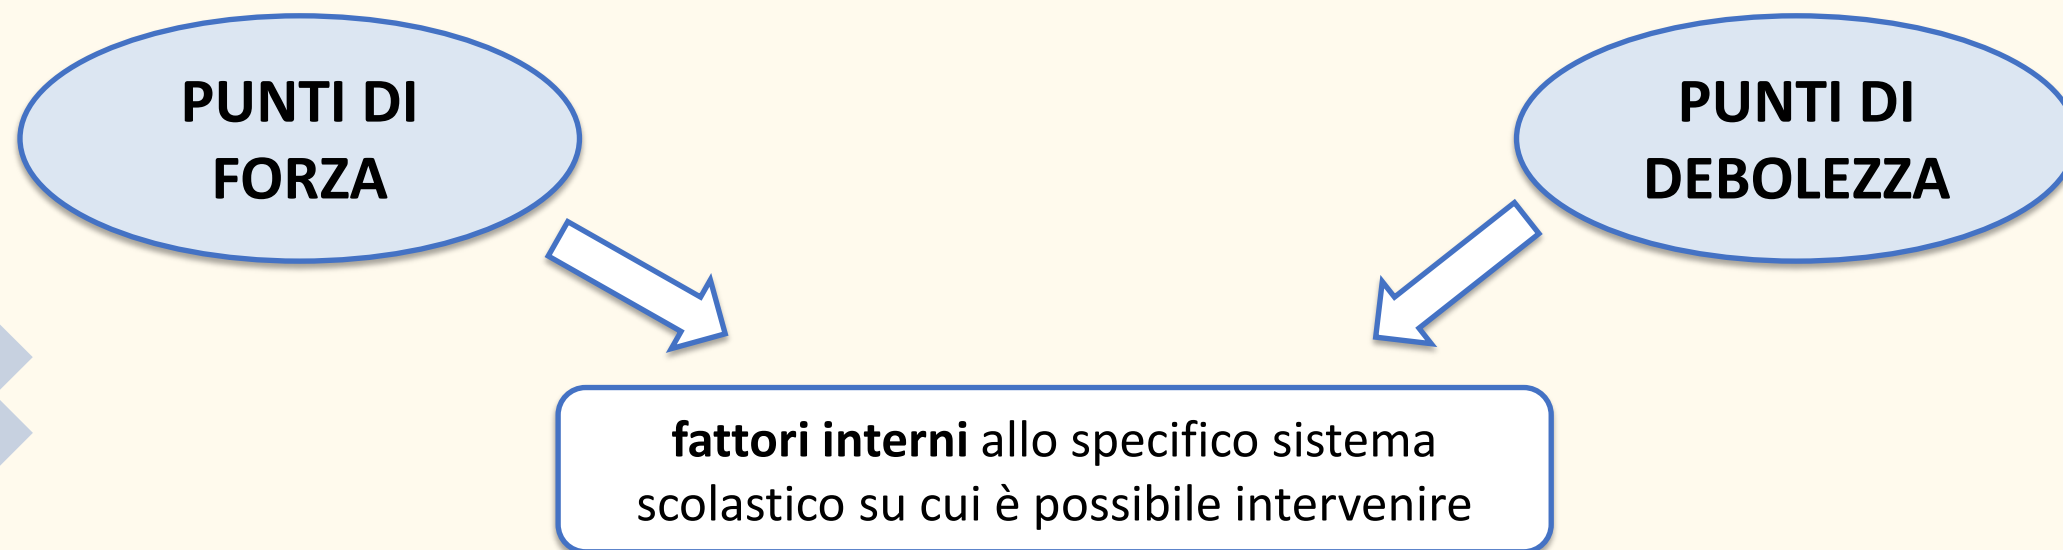 PUNTI DI
FORZA
PUNTI DI
DEBOLEZZA
fattori interni allo specifico sistema
scolastico su cui è possibile intervenire